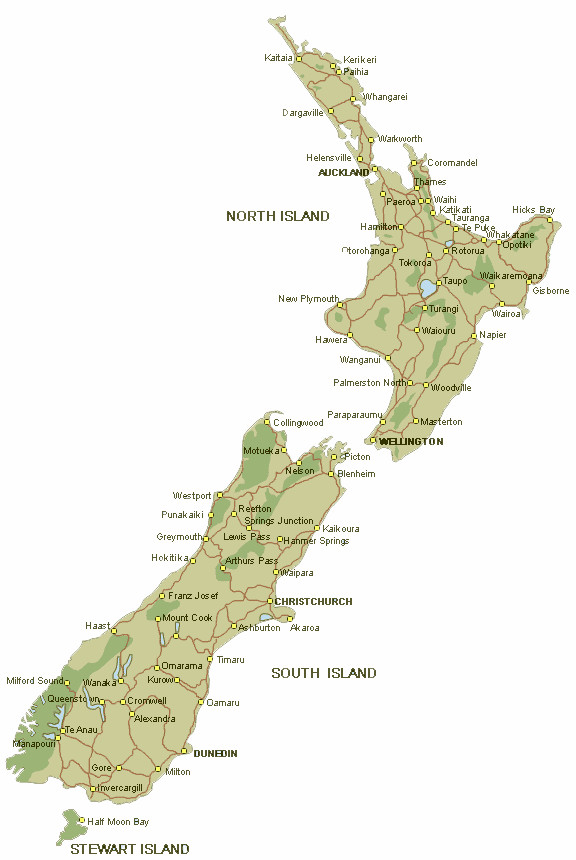 Kaitaia
Kerikeri
Paihia
Whangarei
Dargaville
Warkworth
Helensville
AUCKLAND
Coromandel
Thames
Paeroa
Waihi
Katikati
NORTH ISLAND
Tauranga
Hicks Bay
Hamilton
Te Puke
Whakatane
Opotiki
Otorohanga
Rotorua
Tokoroa
Waikaremoana
Taupo
Gisborne
New Plymouth
Turangi
Wairoa
Waiouru
Hawera
Napier
Wanganui
Palmerston North
Woodville
Paraparaumu
Collingwood
Masterton
WELLINGTON
Motueka
Picton
Nelson
Blenheim
Westport
Reefton
Punakaiki
Springs Junction
Kaikoura
Greymouth
Lewis Pass
Hanmer Springs
Hokitika
Arthurs Pass
Waipara
Franz Josef
CHRISTCHURCH
Mount Cook
Haast
Ashburton
Akaroa
Timaru
Omarama
SOUTH ISLAND
Milford Sound
Wanaka
Kurow
Queenstown
Cromwell
Oamaru
Alexandra
Te Anau
Manapouri
DUNEDIN
Gore
Milton
Invercargill
Half Moon Bay
STEWART ISLAND